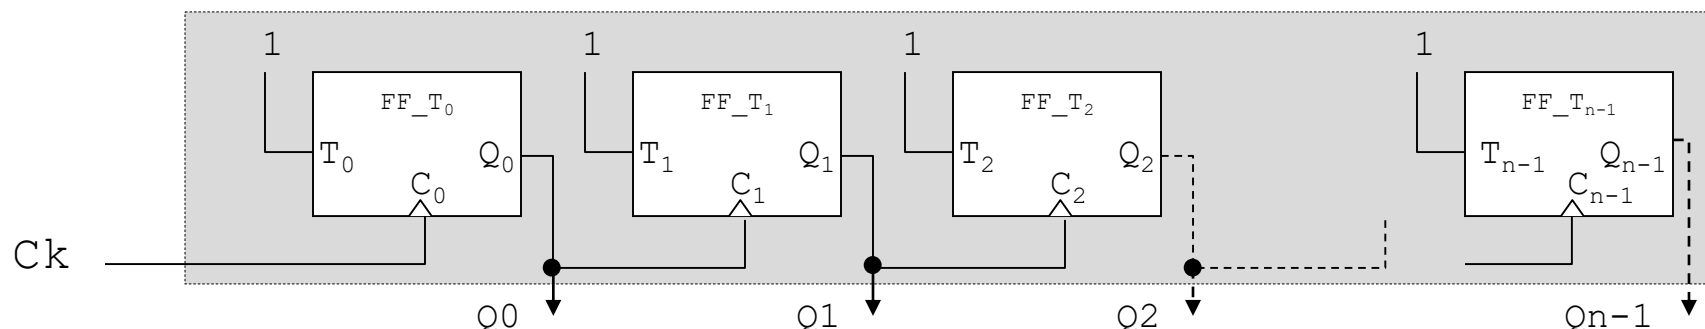 1 1 1 1
FF_T0 FF_T1 FF_T2 FF_Tn-1
T0 Q0 T1 Q1 T2 Q2 Tn-1 Qn-1
C0 C1 C2 Cn-1
Ck
Q0 Q1 Q2 Qn-1